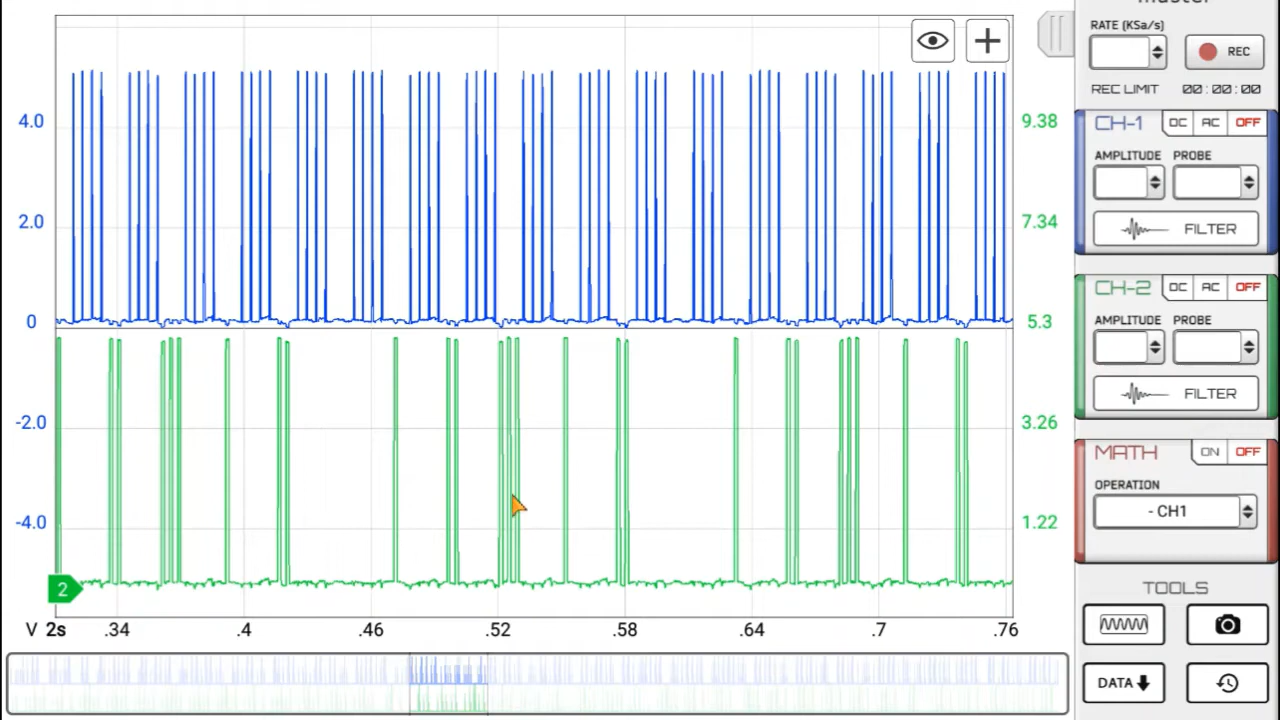 master
RATE (KSa/s)
REC
REC LIMIT 00:00:00
4.0
2.0
0
-2.0
-4.0
9.38
7.34
5.3
3.26
1.22
2
V 2s .34 .4 .46 .52 .58 .64 .7 .76
CH-1 DC AC OFF
AMPLITUDE PROBE
FILTER
CH-2 DC AC OFF
AMPLITUDE PROBE
FILTER
MATH ON OFF
OPERATION
- CH1
TOOLS
DATA